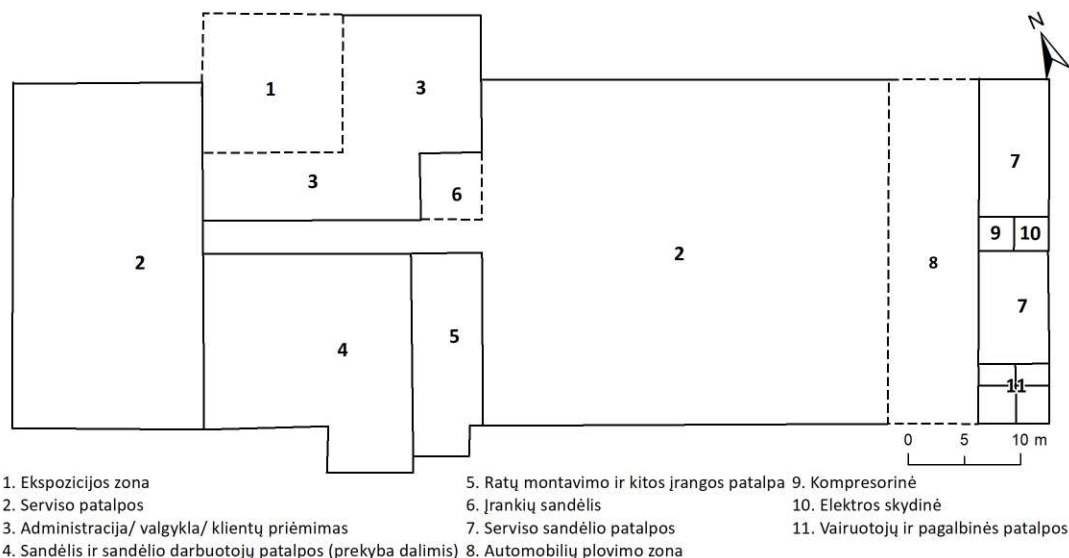 N
1
3
3
6
2
2
4
5
7
9 10
8
7
11
0 5 10 m
1. Ekspozicijos zona
2. Serviso patalpos
3. Administracija/ valgykla/ klientų priėmimas
4. Sandėlis ir sandėlio darbuotojų patalpos (prekyba dalimis)
5. Ratų montavimo ir kitos įrangos patalpa
6. Įrankių sandėlis
7. Serviso sandėlio patalpos
8. Automobilių plovimo zona
9. Kompresorinė
10. Elektros skydinė
11. Vairuotojų ir pagalbinės patalpos